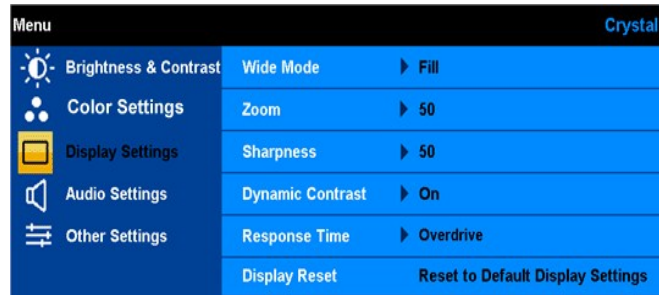 Menu Crystal
Brightness & Contrast Wide Mode Fill
Color Settings Zoom 50
Display Settings Sharpness 50
Audio Settings Dynamic Contrast On
Other Settings Response Time Overdrive
Display Reset Reset to Default Display Settings